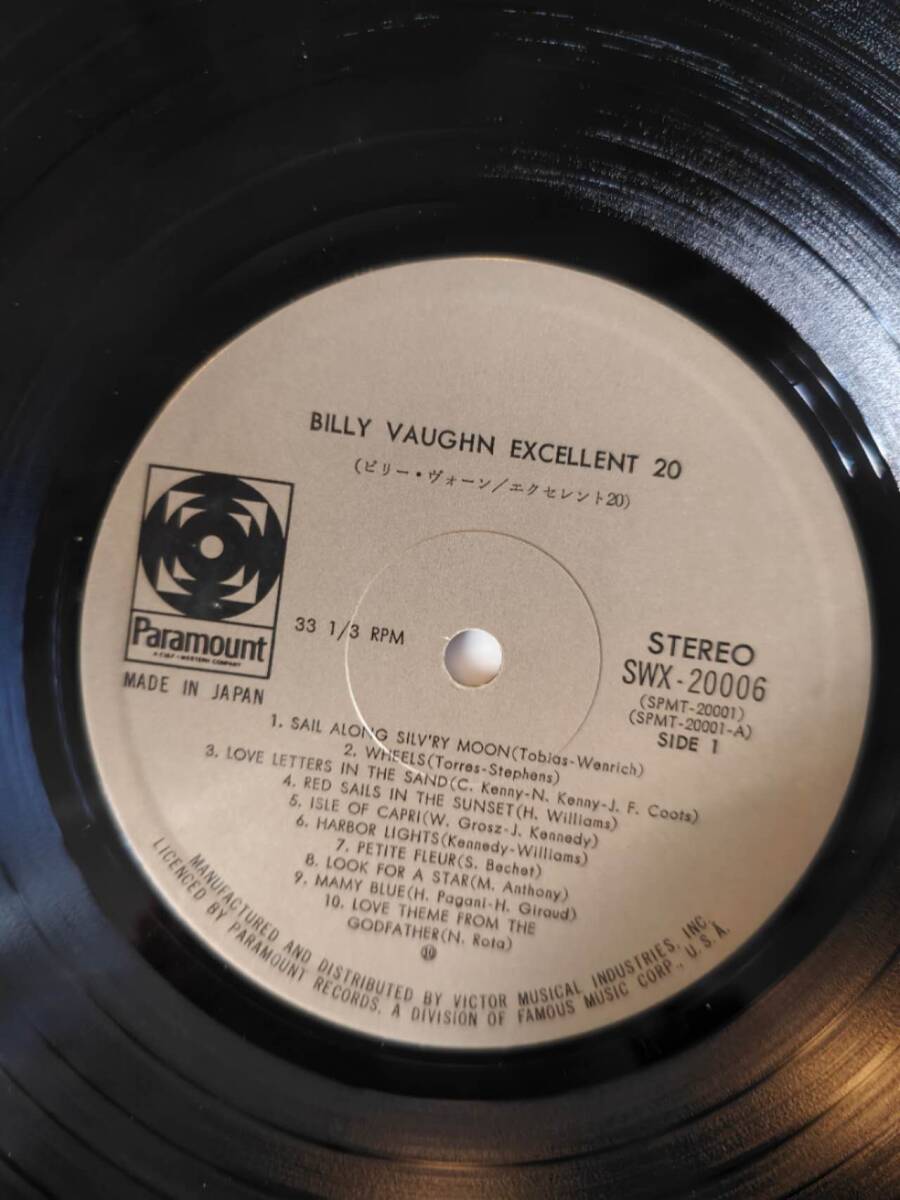 BILLY VAUGHN EXCELLENT 20
(ビリー・ヴォーン/エクセレント20)
Paramount
A GULF+WESTERN COMPANY
MADE IN JAPAN
33 1/3 RPM
STEREO
SWX-20006
(SPMT-20001)
(SPMT-20001-A)
SIDE 1
1. SAIL ALONG SILV'RY MOON(Tobias-Wenrich)
2. WHEELS(Torres-Stephens)
3. LOVE LETTERS IN THE SAND(C. Kenny-N. Kenny-J. F. Coots)
4. RED SAILS IN THE SUNSET(H. Williams)
5. ISLE OF CAPRI(W. Grosz-J. Kennedy)
6. HARBOR LIGHTS(Kennedy-Williams)
7. PETITE FLEUR(S. Bechet)
8. LOOK FOR A STAR(M. Anthony)
9. MAMY BLUE(H. Pagani-H. Giraud)
10. LOVE THEME FROM THE
GODFATHER(N. Rota)
MANUFACTURED AND DISTRIBUTED BY VICTOR MUSICAL INDUSTRIES, INC.
LICENCED BY PARAMOUNT RECORDS, A DIVISION OF FAMOUS MUSIC CORP., U.S.A.